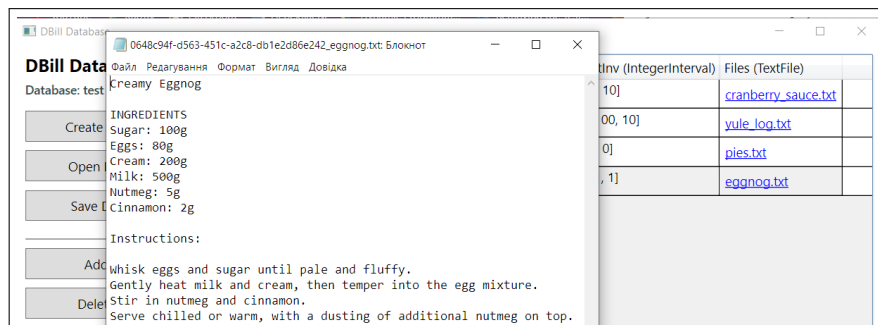 DBill Database
0648c94f-d563-451c-a2c8-db1e2d86e242_eggnog.txt: Блокнот
Файл Редагування Формат Вигляд Довідка
DBill Data
Database: test
Create
Open
Save
Add
Delet
Creamy Eggnog
INGREDIENTS
Sugar: 100g
Eggs: 80g
Cream: 200g
Milk: 500g
Nutmeg: 5g
Cinnamon: 2g
Instructions:
Whisk eggs and sugar until pale and fluffy.
Gently heat milk and cream, then temper into the egg mixture.
Stir in nutmeg and cinnamon.
Serve chilled or warm, with a dusting of additional nutmeg on top.
tInv (IntegerInterval) Files (TextFile)
10] cranberry_sauce.txt
00, 10] yule_log.txt
0] pies.txt
, 1] eggnog.txt